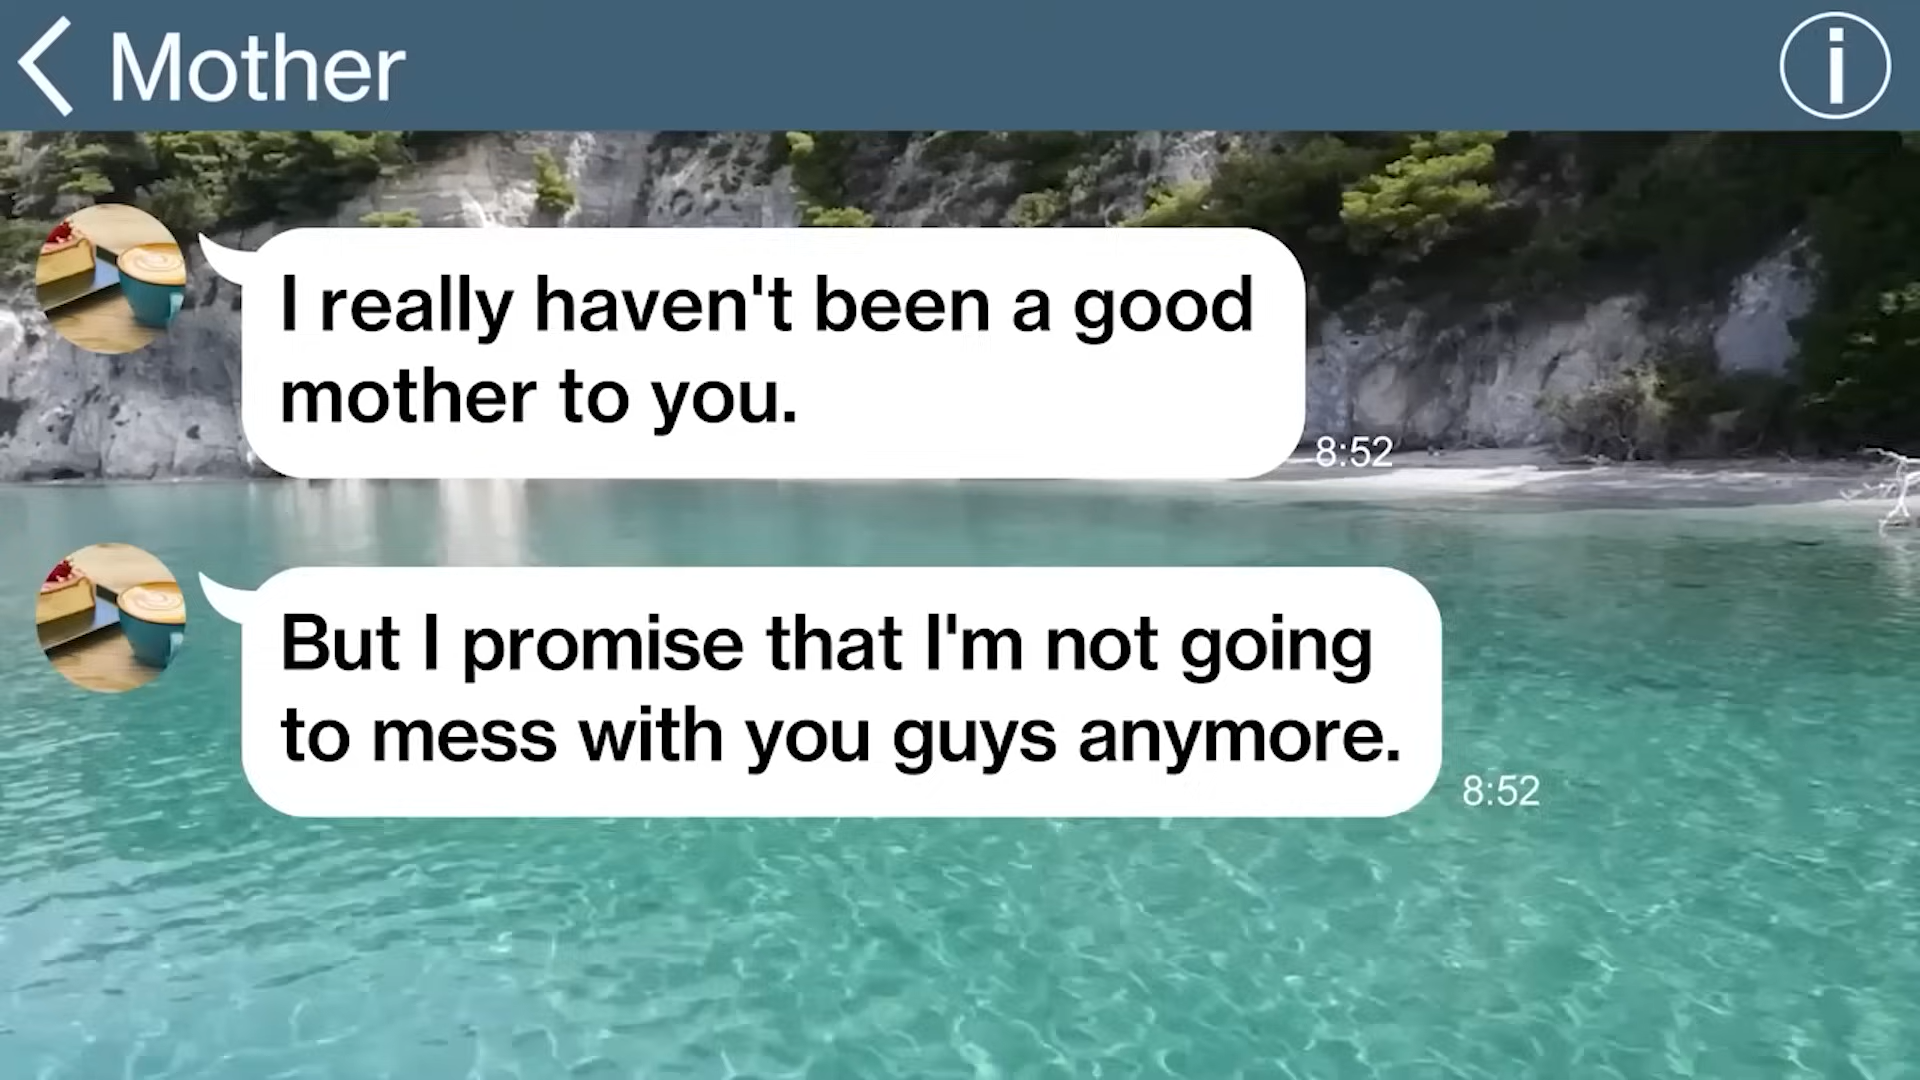 Mother
I really haven't been a good
mother to you.
8:52
But I promise that I'm not going
to mess with you guys anymore.
8:52